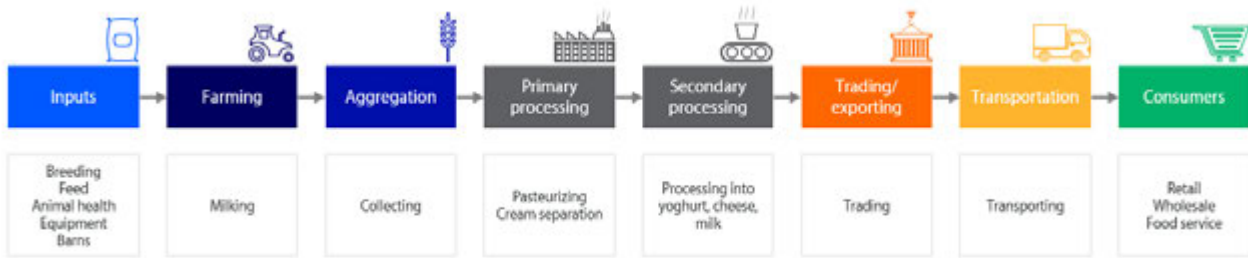 Inputs
Farming
Aggregation
Primary
processing
Secondary
processing
Trading/
exporting
Transportation
Consumers
Breeding
Feed
Animal health
Equipment
Barns
Milking
Collecting
Pasteurizing
Cream separation
Processing into
yoghurt, cheese,
milk
Trading
Transporting
Retail
Wholesale
Food service